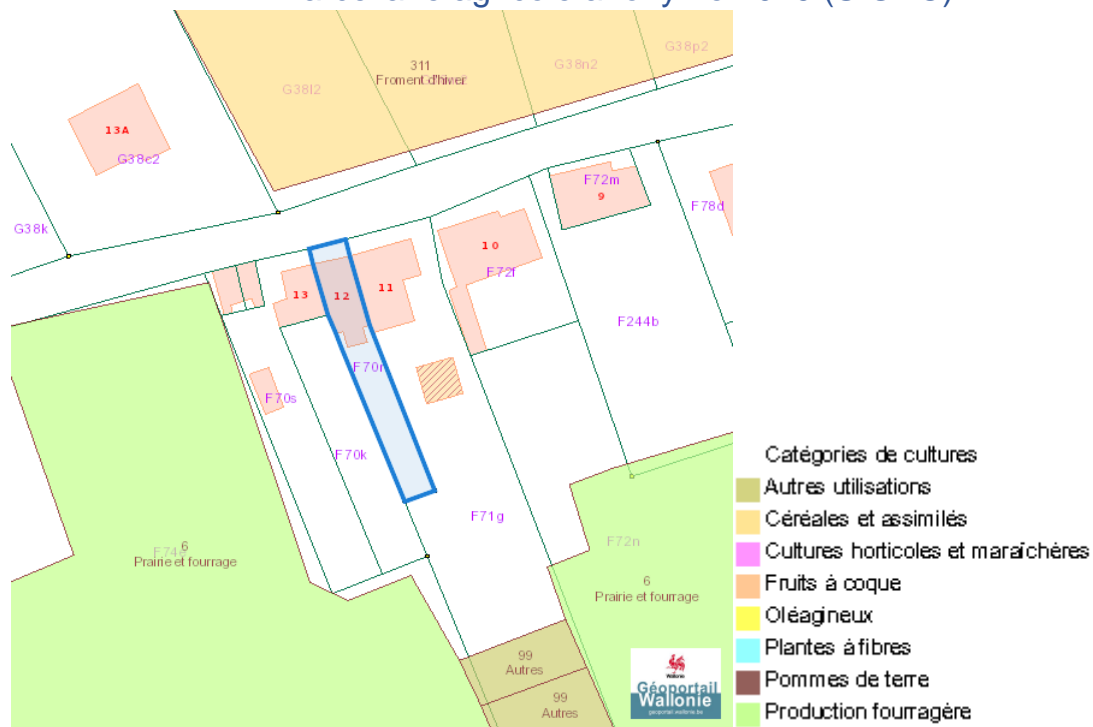 G38p2
311
G38n2
Froment d'hiver
G38l2
13A
G38c2
F72m
9
F78d
G38k
10
F72f
13
12
11
F244b
F70r
F70s
F70k
F71g
F72n
6
Prairie et fourrage
6
Prairie et fourrage
99
Autres
99
Autres
Wallonie
Géoportail
Wallonie
geoportail.wallonie.be
Catégories de cultures
Autres utilisations
Céréales et assimilés
Cultures horticoles et maraîchères
Fruits à coque
Oléagineux
Plantes à fibres
Pommes de terre
Production fourragère